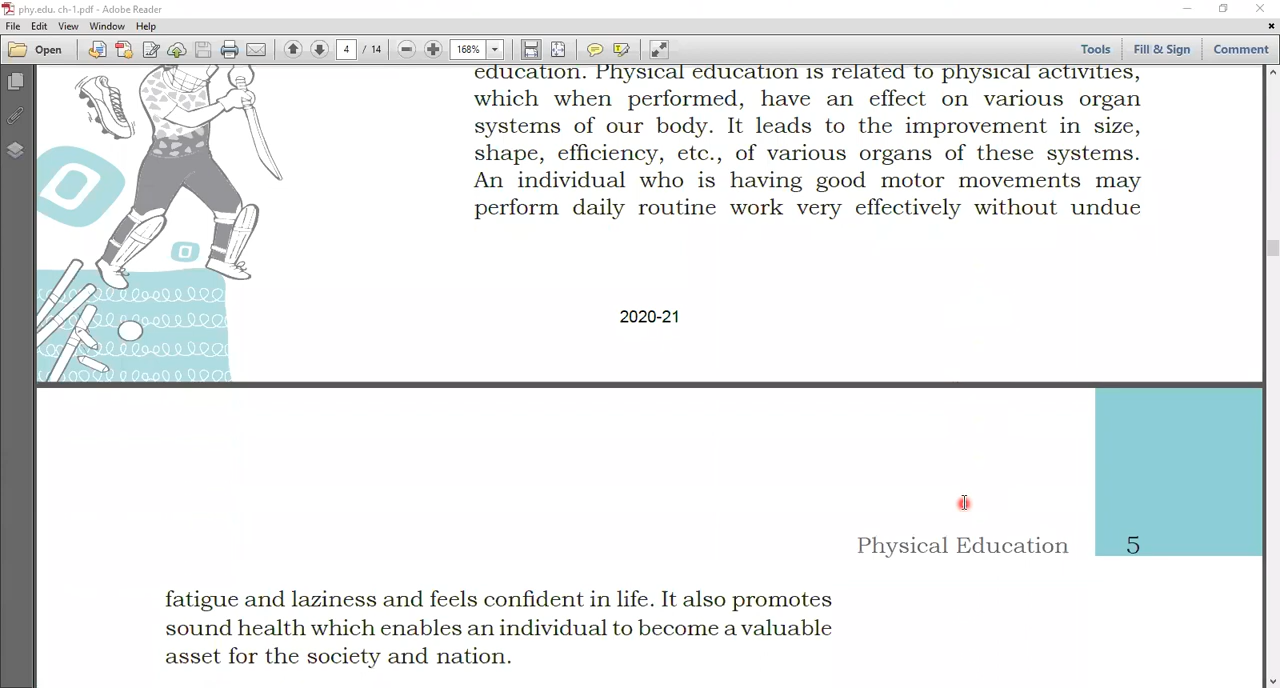 phy.edu. ch-1.pdf - Adobe Reader
File Edit View Window Help
Open 4 / 14 168% Tools Fill & Sign Comment
education. Physical education is related to physical activities,
which when performed, have an effect on various organ
systems of our body. It leads to the improvement in size,
shape, efficiency, etc., of various organs of these systems.
An individual who is having good motor movements may
perform daily routine work very effectively without undue
2020-21
Physical Education 5
fatigue and laziness and feels confident in life. It also promotes
sound health which enables an individual to become a valuable
asset for the society and nation.